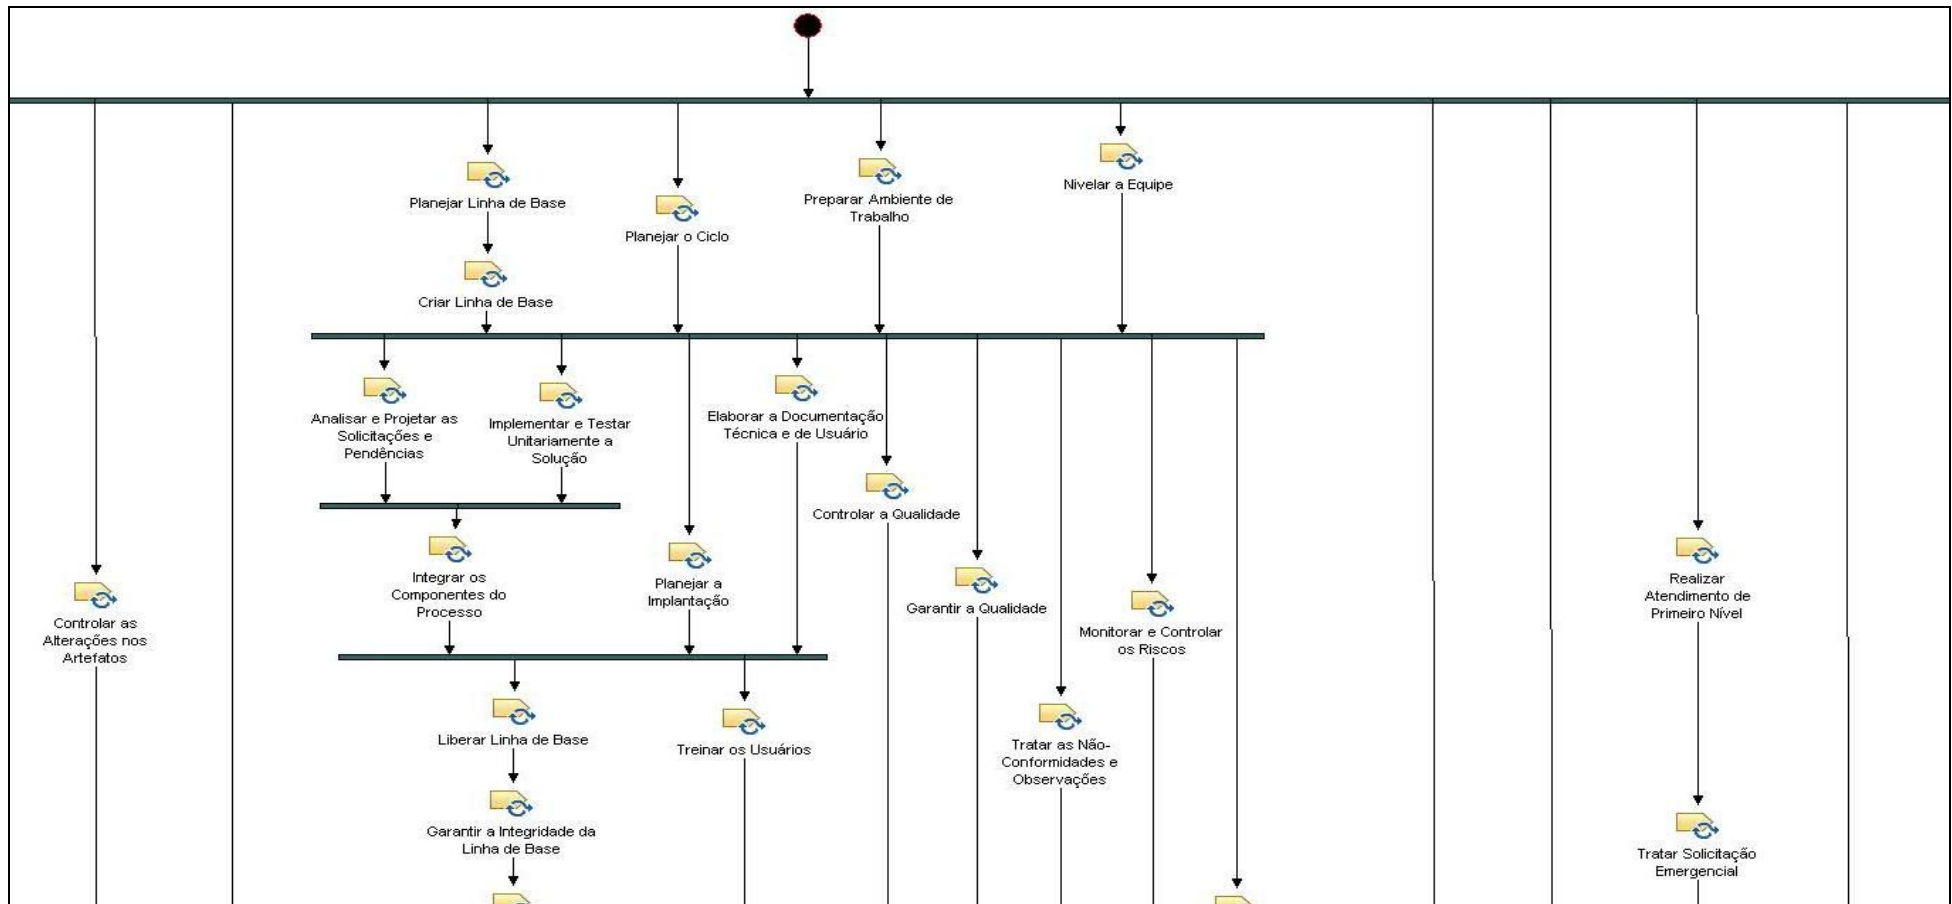 Planejar Linha de Base
Planejar o Ciclo
Preparar Ambiente de
Trabalho
Nivelar a Equipe
Criar Linha de Base
Analisar e Projetar as
Solicitações e
Pendências
Implementar e Testar
Unitariamente a
Solução
Elaborar a Documentação
Técnica e de Usuário
Controlar a Qualidade
Integrar os
Componentes do
Processo
Planejar a
Implantação
Garantir a Qualidade
Monitorar e Controlar
os Riscos
Realizar
Atendimento de
Primeiro Nível
Controlar as
Alterações nos
Artefatos
Liberar Linha de Base
Treinar os Usuários
Tratar as Não-
Conformidades e
Observações
Garantir a Integridade da
Linha de Base
Tratar Solicitação
Emergencial